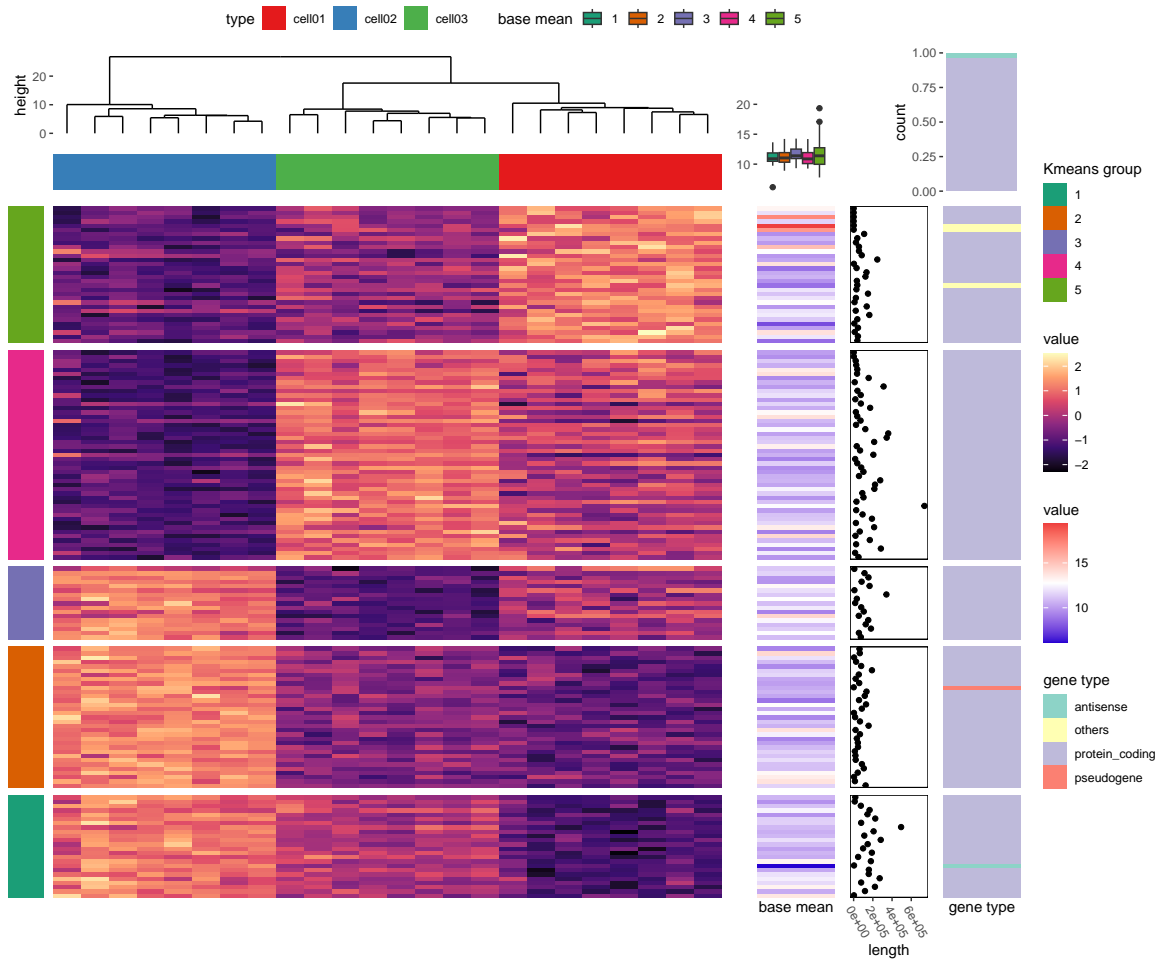 type cell01 cell02 cell03 base mean 1 2 3 4 5
height
20
10
0
20
15
10
count
1.00
0.75
0.50
0.25
0.00
Kmeans group
1
2
3
4
5
value
2
1
0
−1
−2
value
15
10
gene type
antisense
others
protein_coding
pseudogene
base mean
0e+00
2e+05
4e+05
6e+05
length
gene type